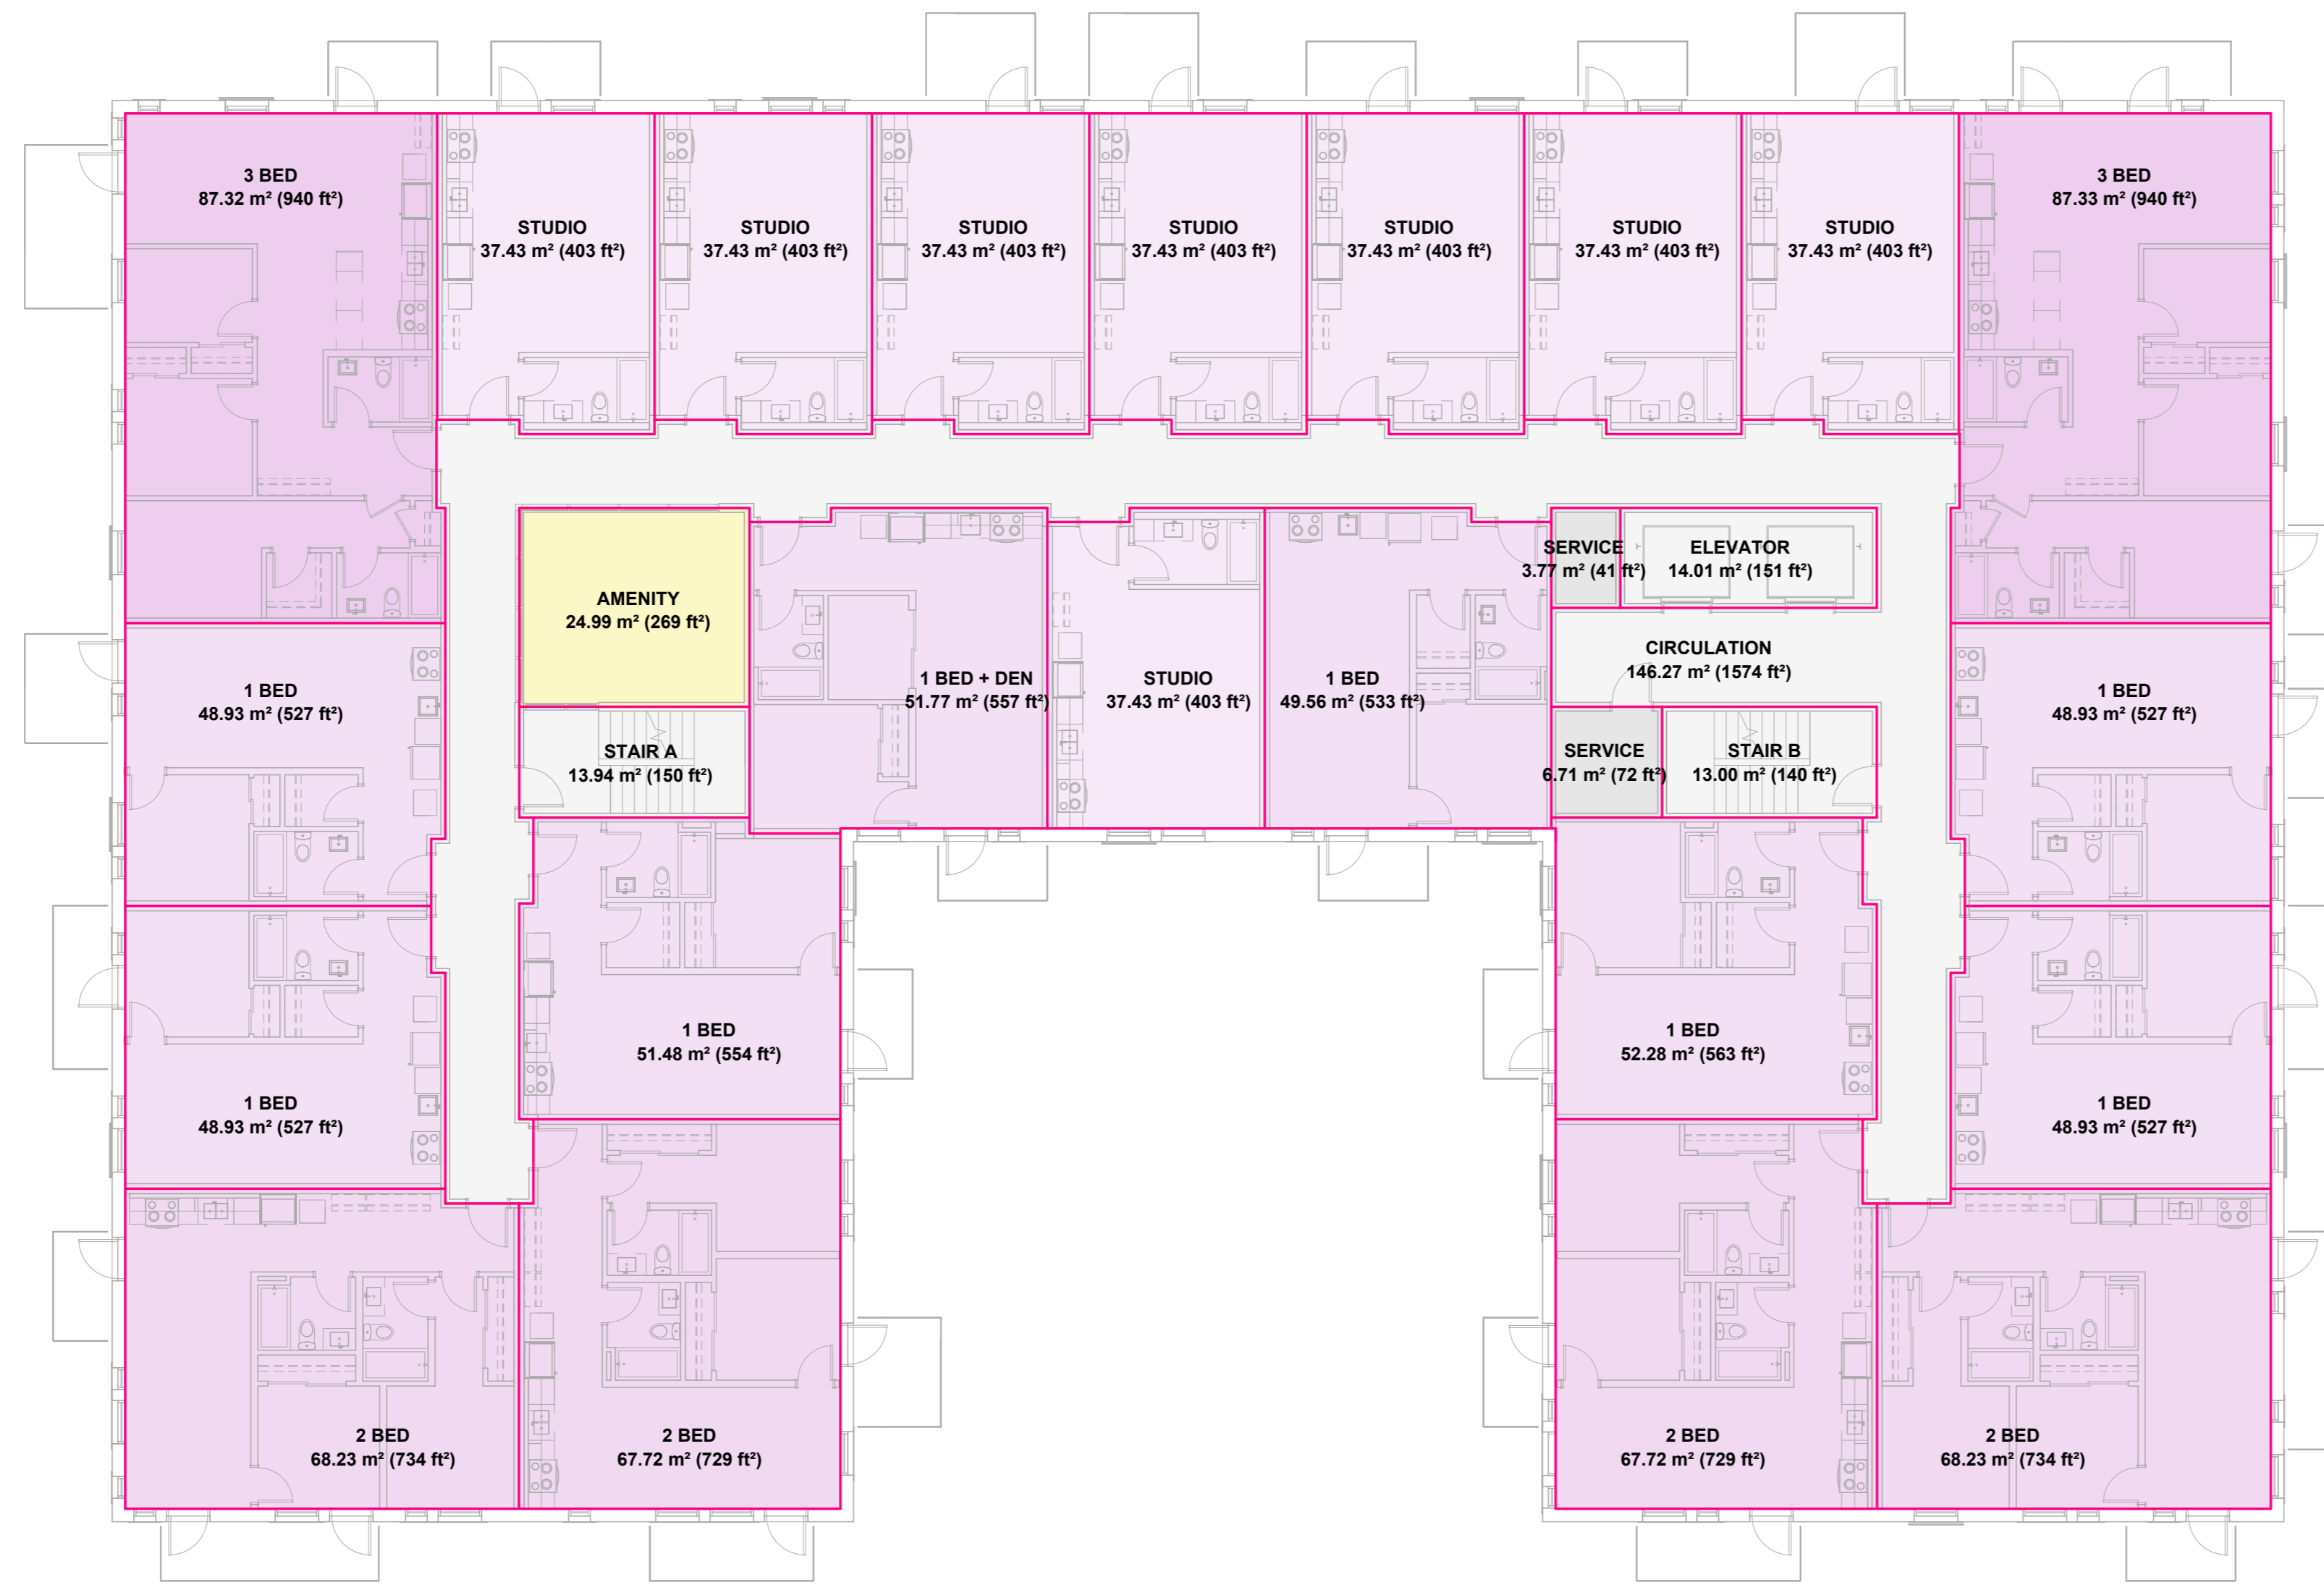 3 BED
87.32 m² (940 ft²)
STUDIO
37.43 m² (403 ft²)
STUDIO
37.43 m² (403 ft²)
STUDIO
37.43 m² (403 ft²)
STUDIO
37.43 m² (403 ft²)
STUDIO
37.43 m² (403 ft²)
STUDIO
37.43 m² (403 ft²)
STUDIO
37.43 m² (403 ft²)
3 BED
87.33 m² (940 ft²)
AMENITY
24.99 m² (269 ft²)
SERVICE
3.77 m² (41 ft²)
ELEVATOR
14.01 m² (151 ft²)
CIRCULATION
146.27 m² (1574 ft²)
1 BED
48.93 m² (527 ft²)
1 BED + DEN
51.77 m² (557 ft²)
STUDIO
37.43 m² (403 ft²)
1 BED
49.56 m² (533 ft²)
1 BED
48.93 m² (527 ft²)
STAIR A
13.94 m² (150 ft²)
SERVICE
6.71 m² (72 ft²)
STAIR B
13.00 m² (140 ft²)
1 BED
51.48 m² (554 ft²)
1 BED
52.28 m² (563 ft²)
1 BED
48.93 m² (527 ft²)
1 BED
48.93 m² (527 ft²)
2 BED
68.23 m² (734 ft²)
2 BED
67.72 m² (729 ft²)
2 BED
67.72 m² (729 ft²)
2 BED
68.23 m² (734 ft²)